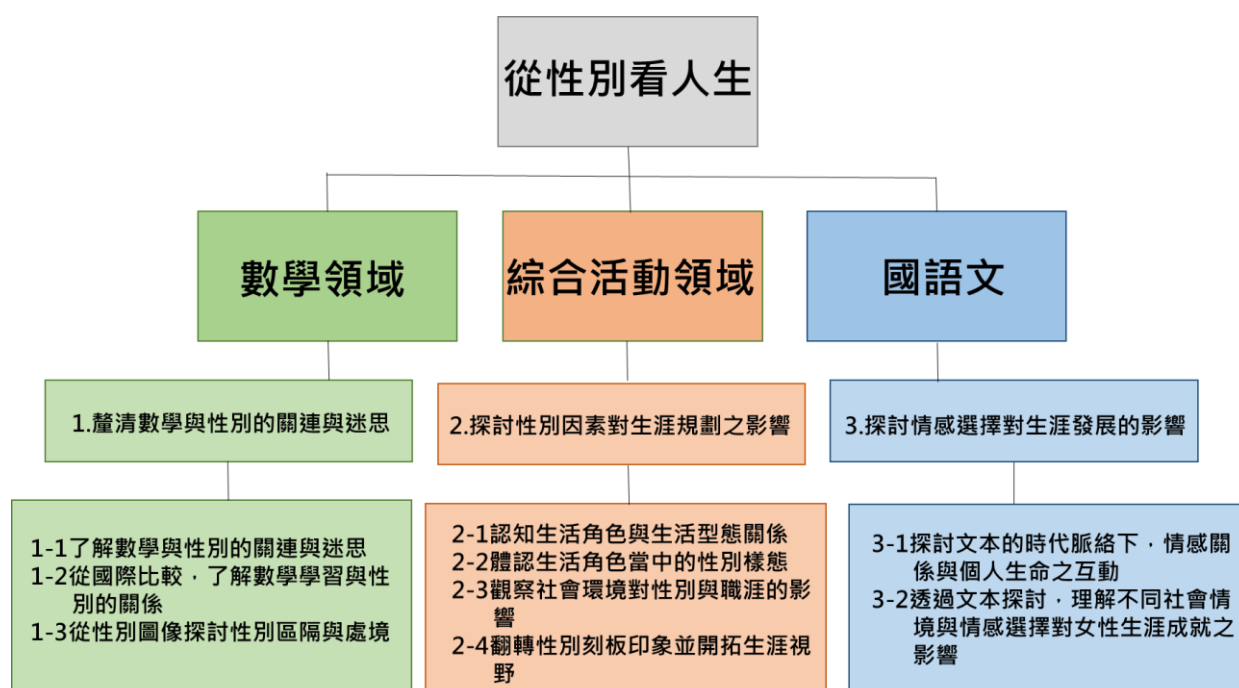 從性別看人生
數學領域
綜合活動領域
國語文
1.釐清數學與性別的關連與迷思
2.探討性別因素對生涯規劃之影響
3.探討情感選擇對生涯發展的影響
1-1了解數學與性別的關連與迷思
1-2從國際比較，了解數學學習與性
別的關係
1-3從性別圖像探討性別區隔與處境
2-1認知生活角色與生活型態關係
2-2體認生活角色當中的性別樣態
2-3觀察社會環境對性別與職涯的影
響
2-4翻轉性別刻板印象並開拓生涯視
野
3-1探討文本的時代脈絡下，情感關
係與個人生命之互動
3-2透過文本探討，理解不同社會情
境與情感選擇對女性生涯成就之
影響